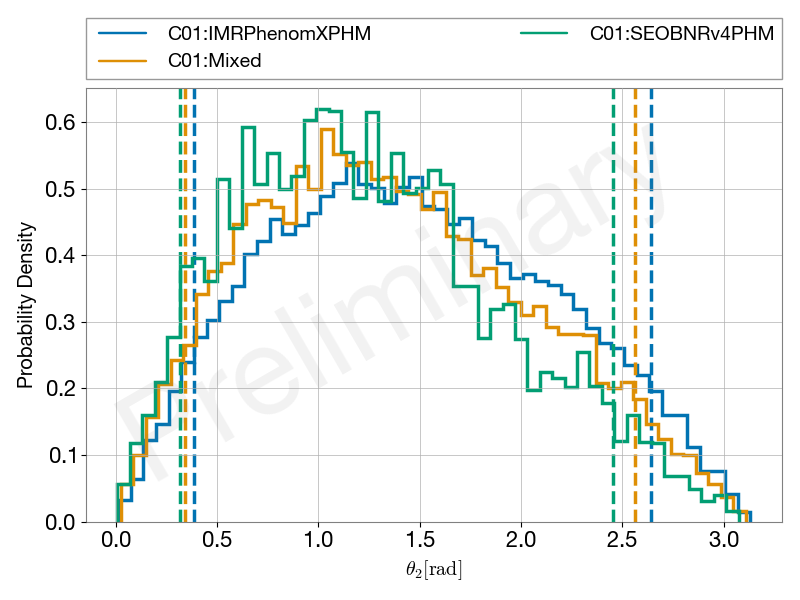 C01:IMRPhenomXPHM
C01:Mixed
C01:SEOBNRv4PHM
Probability Density
0.6
0.5
0.4
0.3
0.2
0.1
0.0
0.0 0.5 1.0 1.5 2.0 2.5 3.0
θ₂[rad]
Preliminary